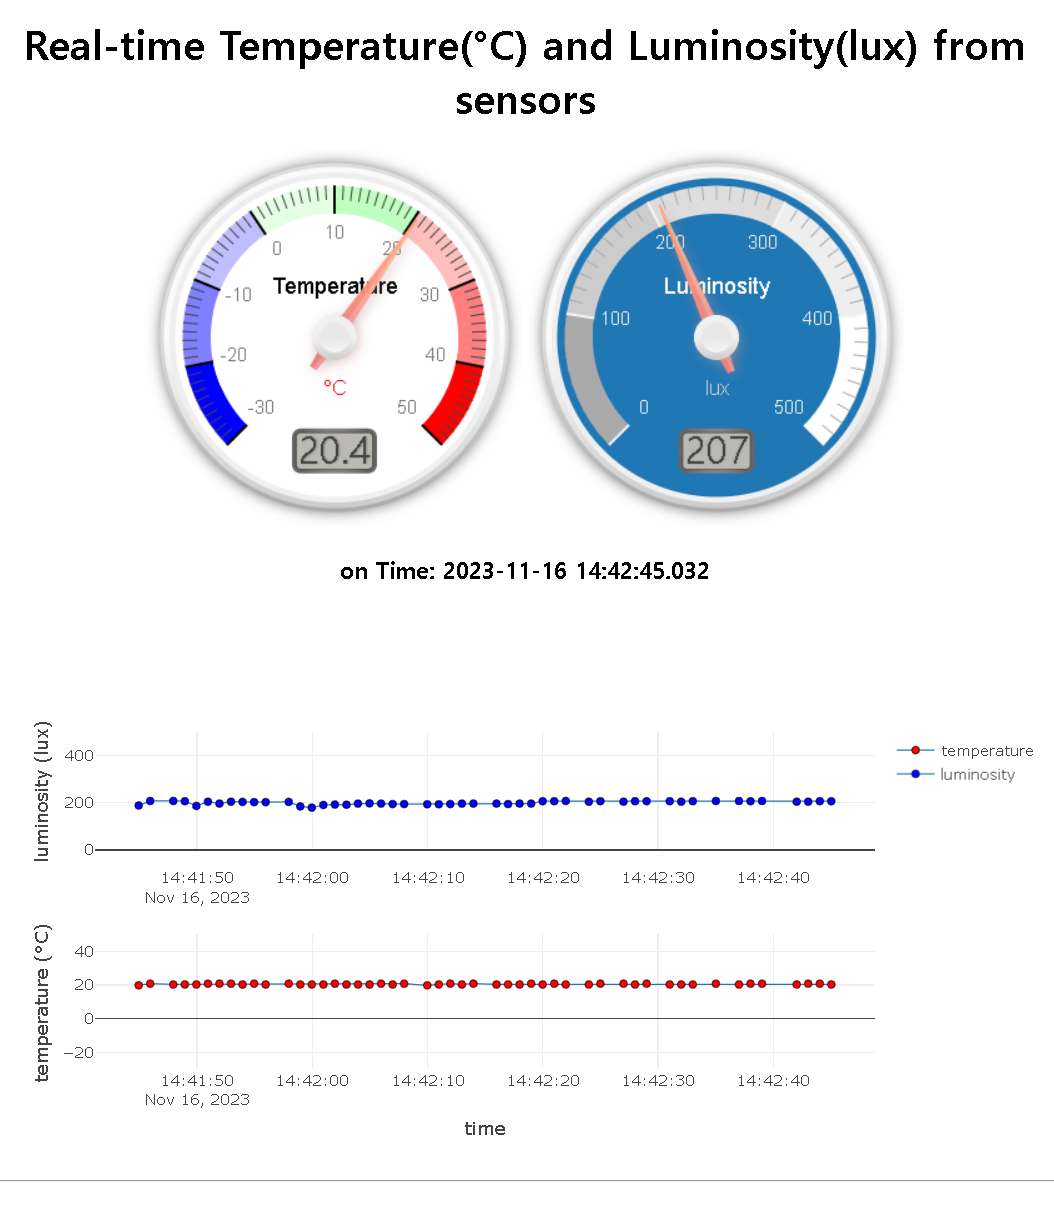 Real-time Temperature(°C) and Luminosity(lux) from
sensors
10
0
20
Temperature
-10
30
-20
40
°C
-30
50
20.4
200
300
Luminosity
100
400
lux
0
500
207
on Time: 2023-11-16 14:42:45.032
luminosity (lux)
400
200
0
14:41:50
14:42:00
14:42:10
14:42:20
14:42:30
14:42:40
Nov 16, 2023
temperature
luminosity
temperature (°C)
40
20
0
−20
14:41:50
14:42:00
14:42:10
14:42:20
14:42:30
14:42:40
Nov 16, 2023
time